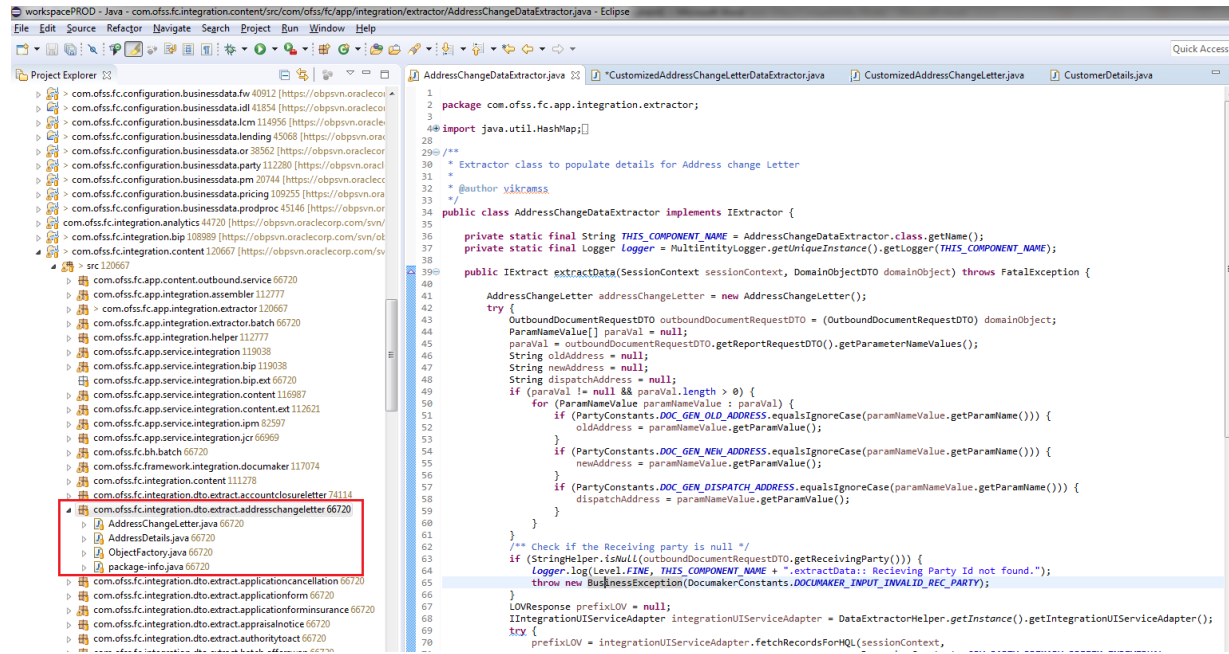 workspacePROD - Java - com.ofss.fc.integration.content/src/com/ofss/fc/app/integration/extractor/AddressChangeDataExtractor.java - Eclipse
File Edit Source Refactor Navigate Search Project Run Window Help
Quick Access
Project Explorer
> com.ofss.fc.configuration.businessdata.fw 40912 [https://obpsvn.oracleco
> com.ofss.fc.configuration.businessdata.idl 41854 [https://obpsvn.oracleco
> com.ofss.fc.configuration.businessdata.lcm 114956 [https://obpsvn.oracle
> com.ofss.fc.configuration.businessdata.lending 45068 [https://obpsvn.orac
> com.ofss.fc.configuration.businessdata.or 38562 [https://obpsvn.oraclecor
> com.ofss.fc.configuration.businessdata.party 112280 [https://obpsvn.oracl
> com.ofss.fc.configuration.businessdata.pm 20744 [https://obpsvn.oraclecor
> com.ofss.fc.configuration.businessdata.pricing 109255 [https://obpsvn.ora
> com.ofss.fc.configuration.businessdata.prodproc 45146 [https://obpsvn.or
com.ofss.fc.integration.analytics 44720 [https://obpsvn.oraclecorp.com/svn/
> com.ofss.fc.integration.bip 108989 [https://obpsvn.oraclecorp.com/svn/ob
> com.ofss.fc.integration.content 120667 [https://obpsvn.oraclecorp.com/sv
> src 120667
com.ofss.fc.app.content.outbound.service 66720
com.ofss.fc.app.integration.assembler 112777
> com.ofss.fc.app.integration.extractor 120667
com.ofss.fc.app.integration.extractor.batch 66720
com.ofss.fc.app.integration.helper 112777
com.ofss.fc.app.service.integration 119038
com.ofss.fc.app.service.integration.bip 119038
com.ofss.fc.app.service.integration.bip.ext 66720
com.ofss.fc.app.service.integration.content 116987
com.ofss.fc.app.service.integration.content.ext 112621
com.ofss.fc.app.service.integration.ipm 82597
com.ofss.fc.app.service.integration.jcr 66969
com.ofss.fc.bh.batch 66720
com.ofss.fc.framework.integration.documaker 117074
com.ofss.fc.integration.content 111278
com.ofss.fc.integration.dto.extract.accountclosureletter 74114
com.ofss.fc.integration.dto.extract.addresschangeletter 66720
AddressChangeLetter.java 66720
AddressDetails.java 66720
ObjectFactory.java 66720
package-info.java 66720
com.ofss.fc.integration.dto.extract.applicationcancellation 66720
com.ofss.fc.integration.dto.extract.applicationform 66720
com.ofss.fc.integration.dto.extract.applicationforminsurance 66720
com.ofss.fc.integration.dto.extract.appraisalnotice 66720
com.ofss.fc.integration.dto.extract.authoritytoact 66720
AddressChangeDataExtractor.java *CustomizedAddressChangeLetterDataExtractor.java CustomizedAddressChangeLetter.java CustomerDetails.java
1
2 package com.ofss.fc.app.integration.extractor;
3
4 import java.util.HashMap;
28
29 /**
30 * Extractor class to populate details for Address change Letter
31 *
32 * @author vikramss
33 */
34 public class AddressChangeDataExtractor implements IExtractor {
35
36 private static final String THIS_COMPONENT_NAME = AddressChangeDataExtractor.class.getName();
37 private static final Logger logger = MultiEntityLogger.getUniqueInstance().getLogger(THIS_COMPONENT_NAME);
38
39 public IExtract extractData(SessionContext sessionContext, DomainObjectDTO domainObject) throws FatalException {
40
41 AddressChangeLetter addressChangeLetter = new AddressChangeLetter();
42 try {
43 OutboundDocumentRequestDTO outboundDocumentRequestDTO = (OutboundDocumentRequestDTO) domainObject;
44 ParamNameValue[] paraVal = null;
45 paraVal = outboundDocumentRequestDTO.getReportRequestDTO().getParameterNameValues();
46 String oldAddress = null;
47 String newAddress = null;
48 String dispatchAddress = null;
49 if (paraVal != null && paraVal.length > 0) {
50 for (ParamNameValue paramNameValue : paraVal) {
51 if (PartyConstants.DOC_GEN_OLD_ADDRESS.equalsIgnoreCase(paramNameValue.getParamName())) {
52 oldAddress = paramNameValue.getParamValue();
53 }
54 if (PartyConstants.DOC_GEN_NEW_ADDRESS.equalsIgnoreCase(paramNameValue.getParamName())) {
55 newAddress = paramNameValue.getParamValue();
56 }
57 if (PartyConstants.DOC_GEN_DISPATCH_ADDRESS.equalsIgnoreCase(paramNameValue.getParamName())) {
58 dispatchAddress = paramNameValue.getParamValue();
59 }
60 }
61 }
62 /** Check if the Receiving party is null */
63 if (StringHelper.isNull(outboundDocumentRequestDTO.getReceivingParty())) {
64 logger.log(Level.FINE, THIS_COMPONENT_NAME + ".extractData:: Recieving Party Id not found.");
65 throw new BusinessException(DocumakerConstants.DOCUMAKER_INPUT_INVALID_REC_PARTY);
66 }
67 LOVResponse prefixLOV = null;
68 IIntegrationUIServiceAdapter integrationUIServiceAdapter = DataExtractorHelper.getInstance().getIntegrationUIServiceAdapter();
69 try {
70 prefixLOV = integrationUIServiceAdapter.fetchRecordsForHQL(sessionContext,